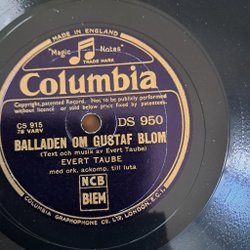 MADE IN ENGLAND
"Magic Notes"
TRADE MARK
Columbia
Copyright, patented Record. Not to be publicly performed
without licence or sold below price fixed by patentees.
CS 915
78 VARV
DS 950
BALLADEN OM GUSTAF BLOM
(Text och musik av Evert Taube)
EVERT TAUBE
med ork. ackomp. till luta
NCB
BIEM
COLUMBIA GRAPHOPHONE CO. LTD., LONDON, E.C.1.